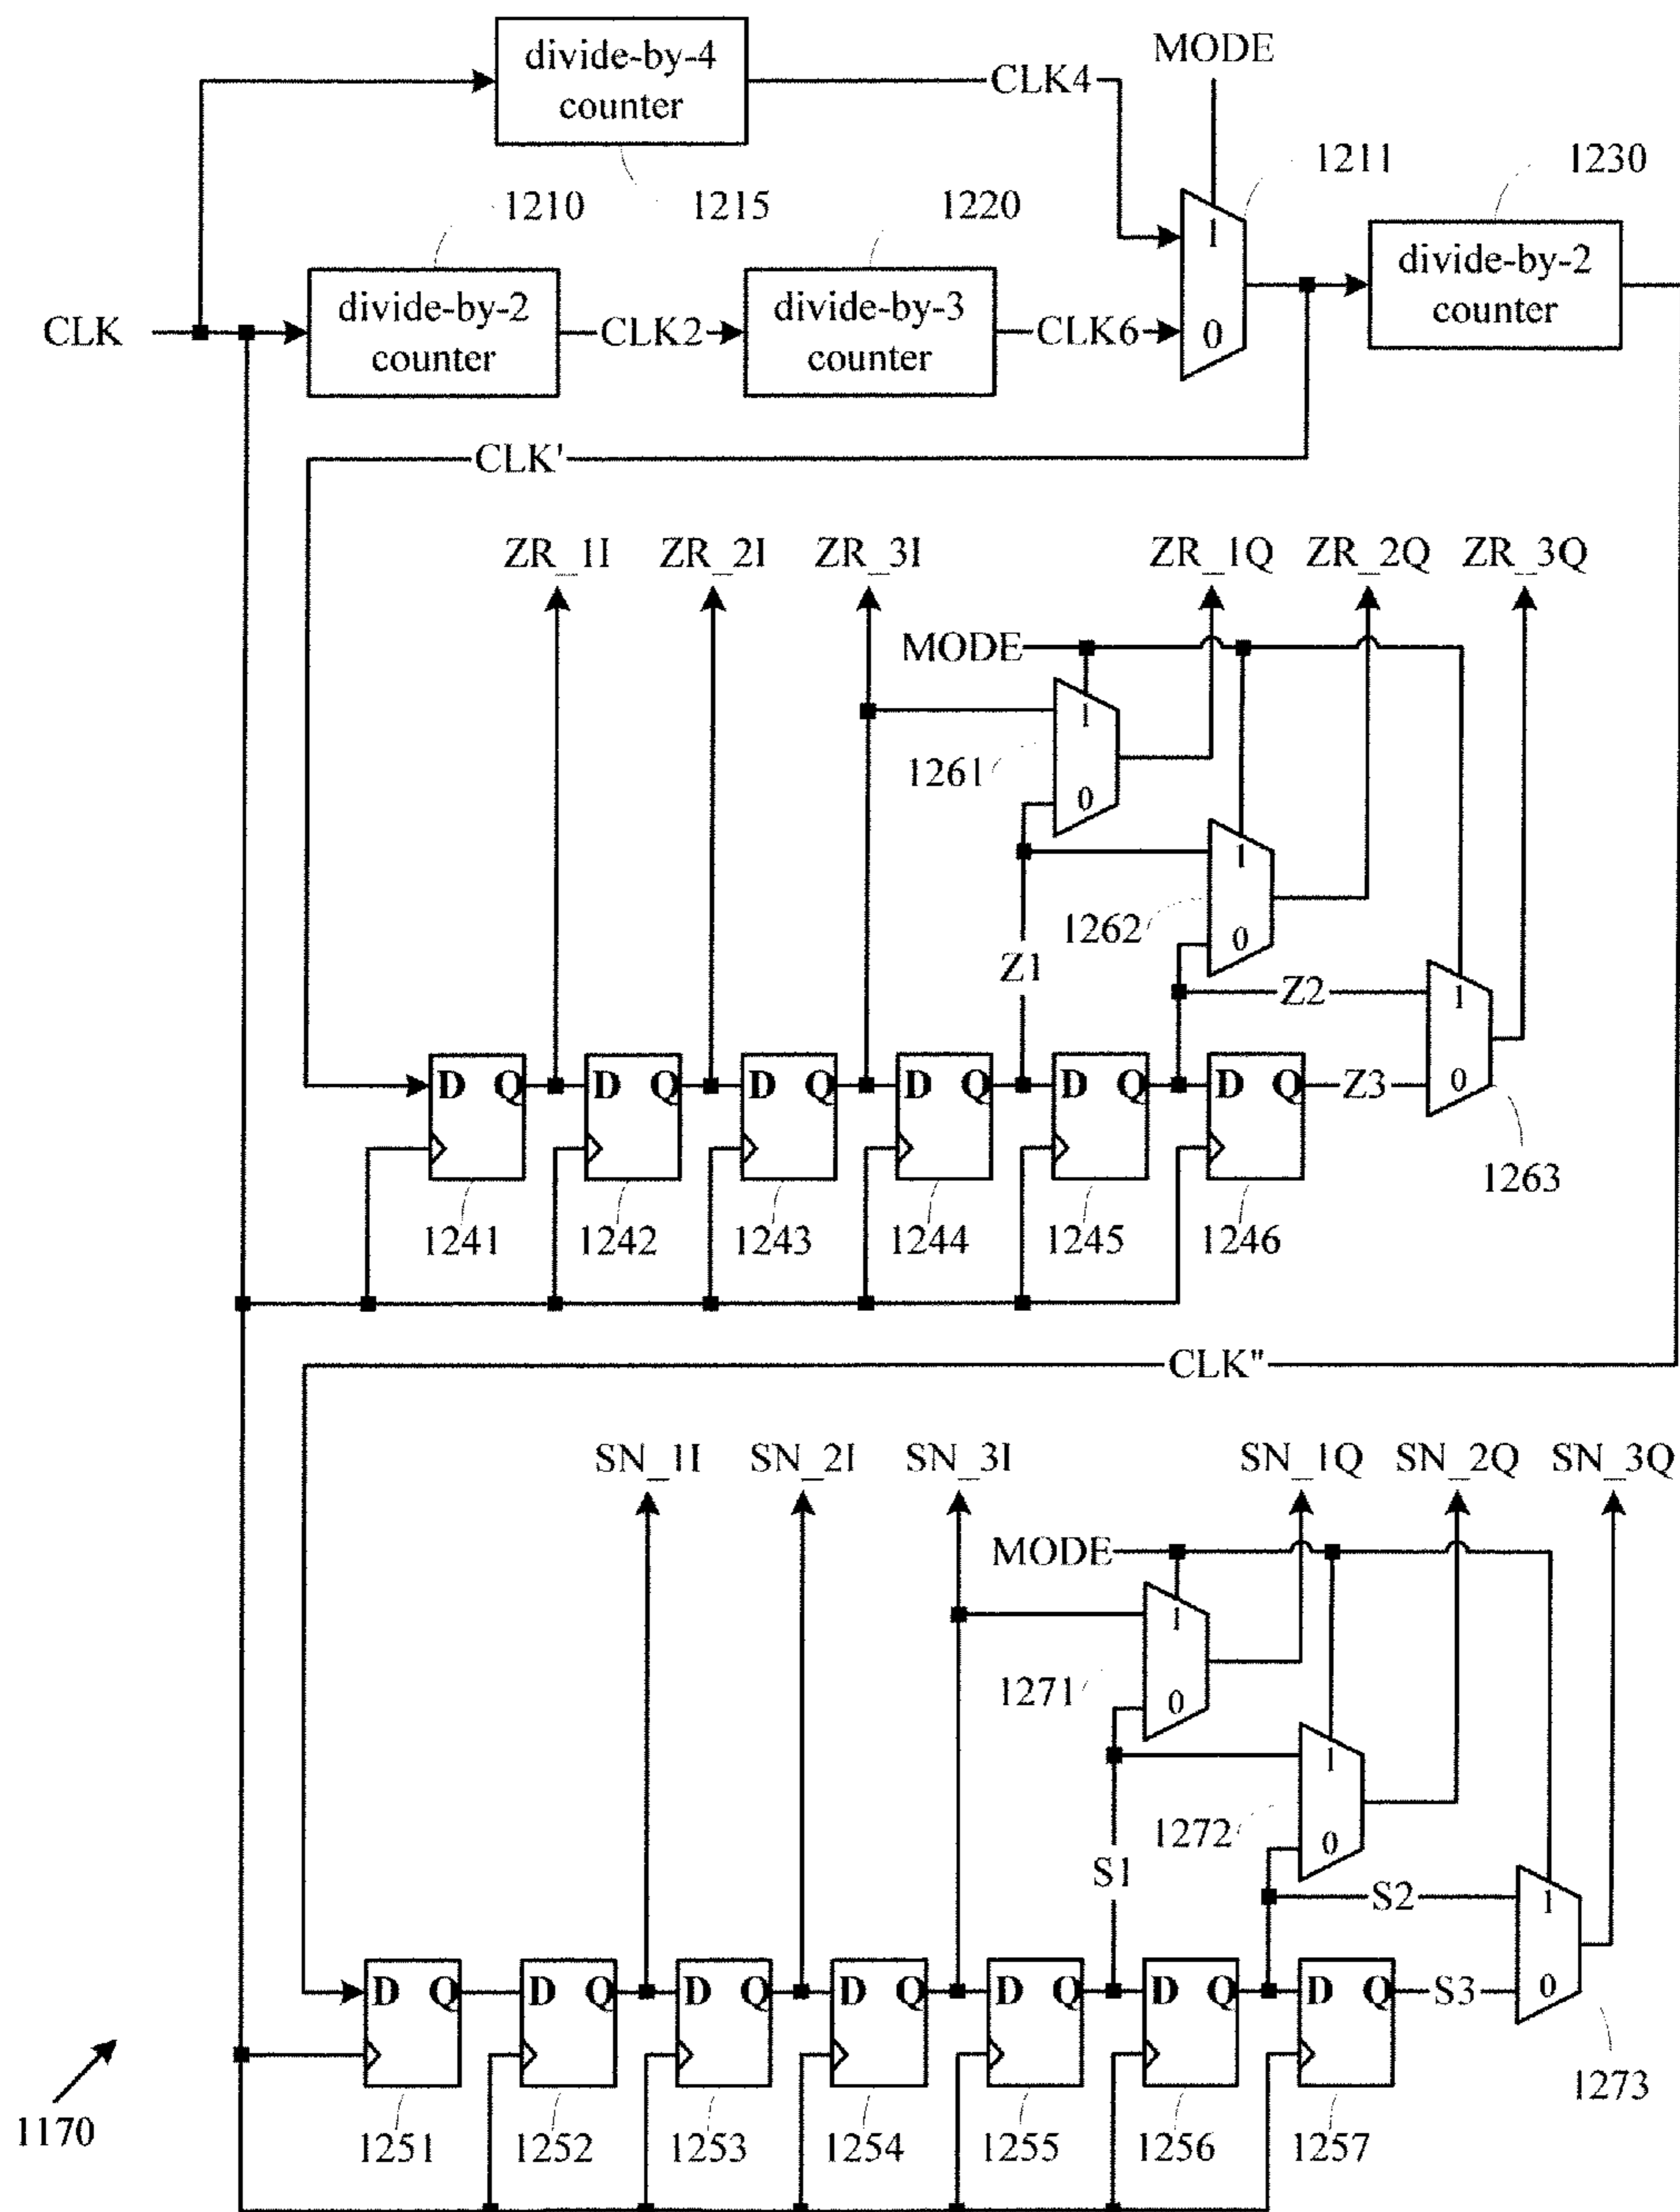 divide-by-4
counter
CLK4
MODE
1210
1215
1220
1211
1230
1
0
CLK
divide-by-2
counter
CLK2
divide-by-3
counter
CLK6
divide-by-2
counter
CLK'
ZR_1I
ZR_2I
ZR_3I
ZR_1Q
ZR_2Q
ZR_3Q
MODE
1
0
1261
1
0
1262
Z1
Z2
1
0
Z3
1263
D Q
D Q
D Q
D Q
D Q
D Q
1241
1242
1243
1244
1245
1246
CLK"
SN_1I
SN_2I
SN_3I
SN_1Q
SN_2Q
SN_3Q
MODE
1
0
1271
1
0
1272
S1
S2
1
0
S3
1273
D Q
D Q
D Q
D Q
D Q
D Q
D Q
1251
1252
1253
1254
1255
1256
1257
1170